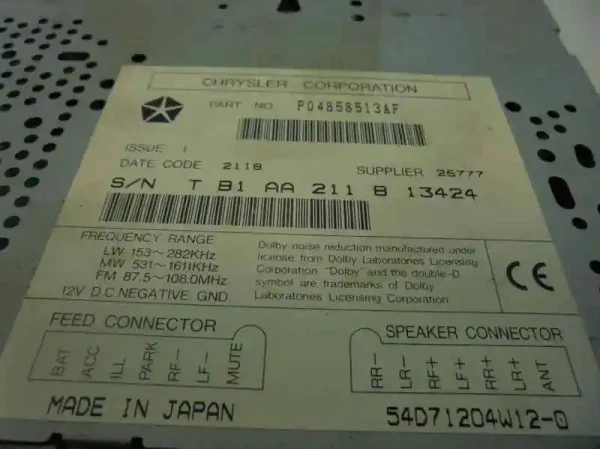 CHRYSLER CORPORATION
PART NO. P04858513AF
ISSUE 1
DATE CODE 2118 SUPPLIER 26777
S/N T B1 AA 211 8 13424
FREQUENCY RANGE
LW 153～282KHz
MW 531～1611KHz
FM 87.5～108.0MHz
12V D.C.NEGATIVE GND
Dolby noise reduction manufactured under
license from Dolby Laboratories Licensing
Corporation "Dolby" and the double-D
symbol are trademarks of Dolby
Laboratories Licensing Corporation
CE
FEED CONNECTOR
BAT ACC ILL PARK RF- LF- MUTE
SPEAKER CONNECTOR
RR- LR- RF+ LF+ RR+ LR+ ANT
MADE IN JAPAN 54D71204W12-0